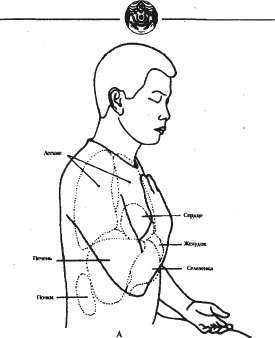 Легкие
Сердце
Желудок
Печень
Селезенка
Почки
А